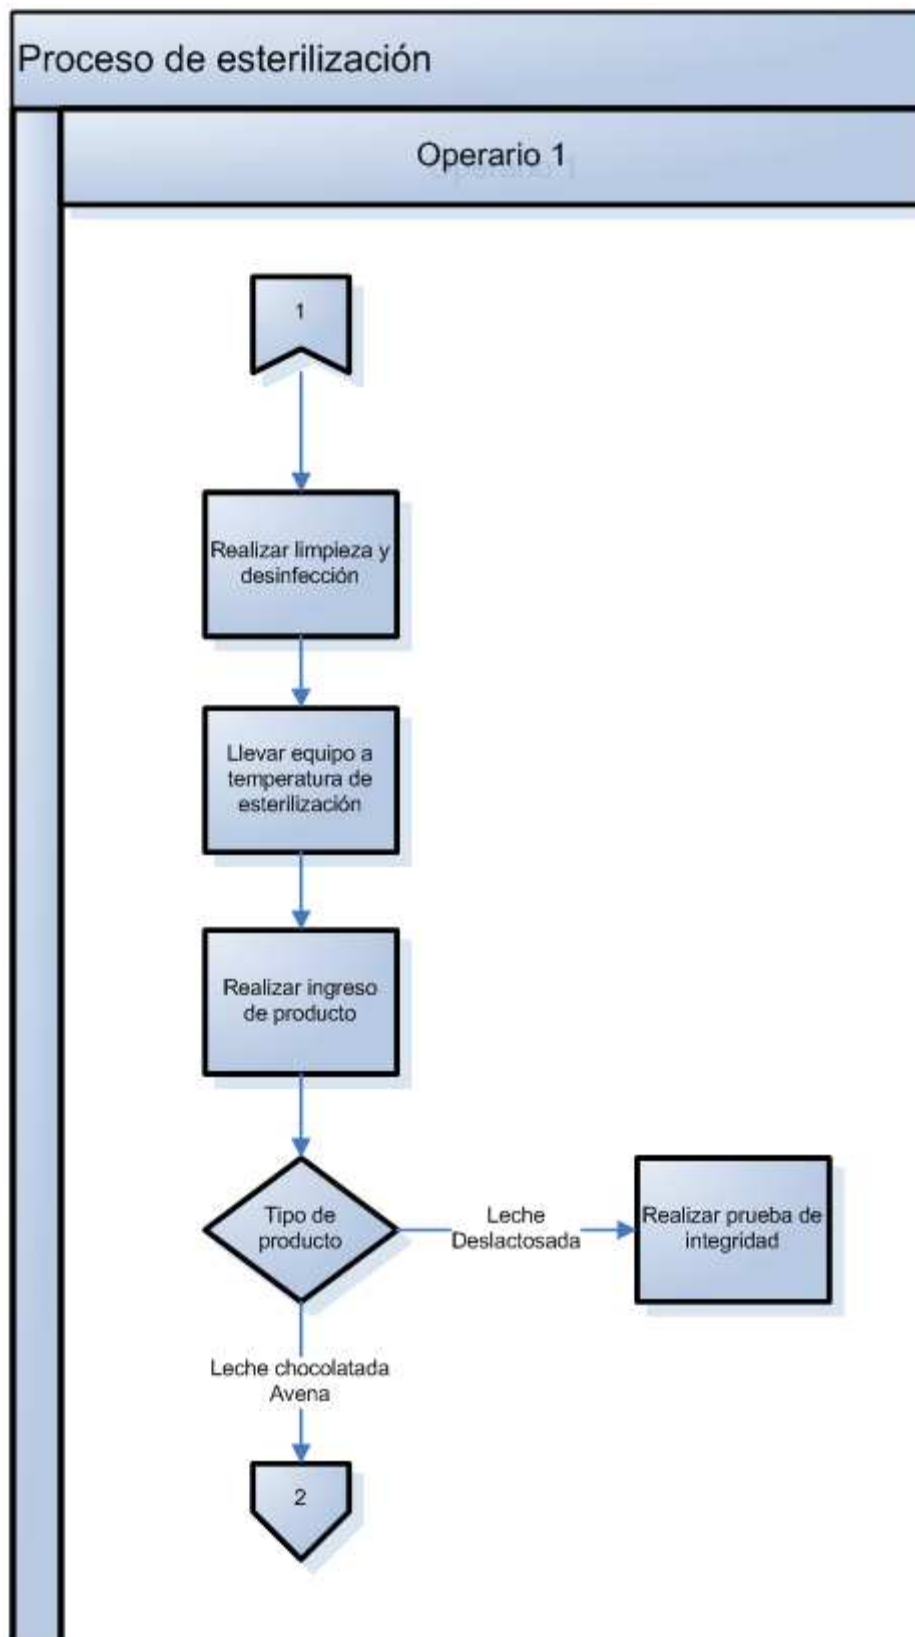 Proceso de esterilización
Operario 1
1
Realizar limpieza y
desinfección
Llevar equipo a
temperatura de
esterilización
Realizar ingreso
de producto
Tipo de
producto
Leche
Deslactosada
Realizar prueba de
integridad
Leche chocolatada
Avena
2